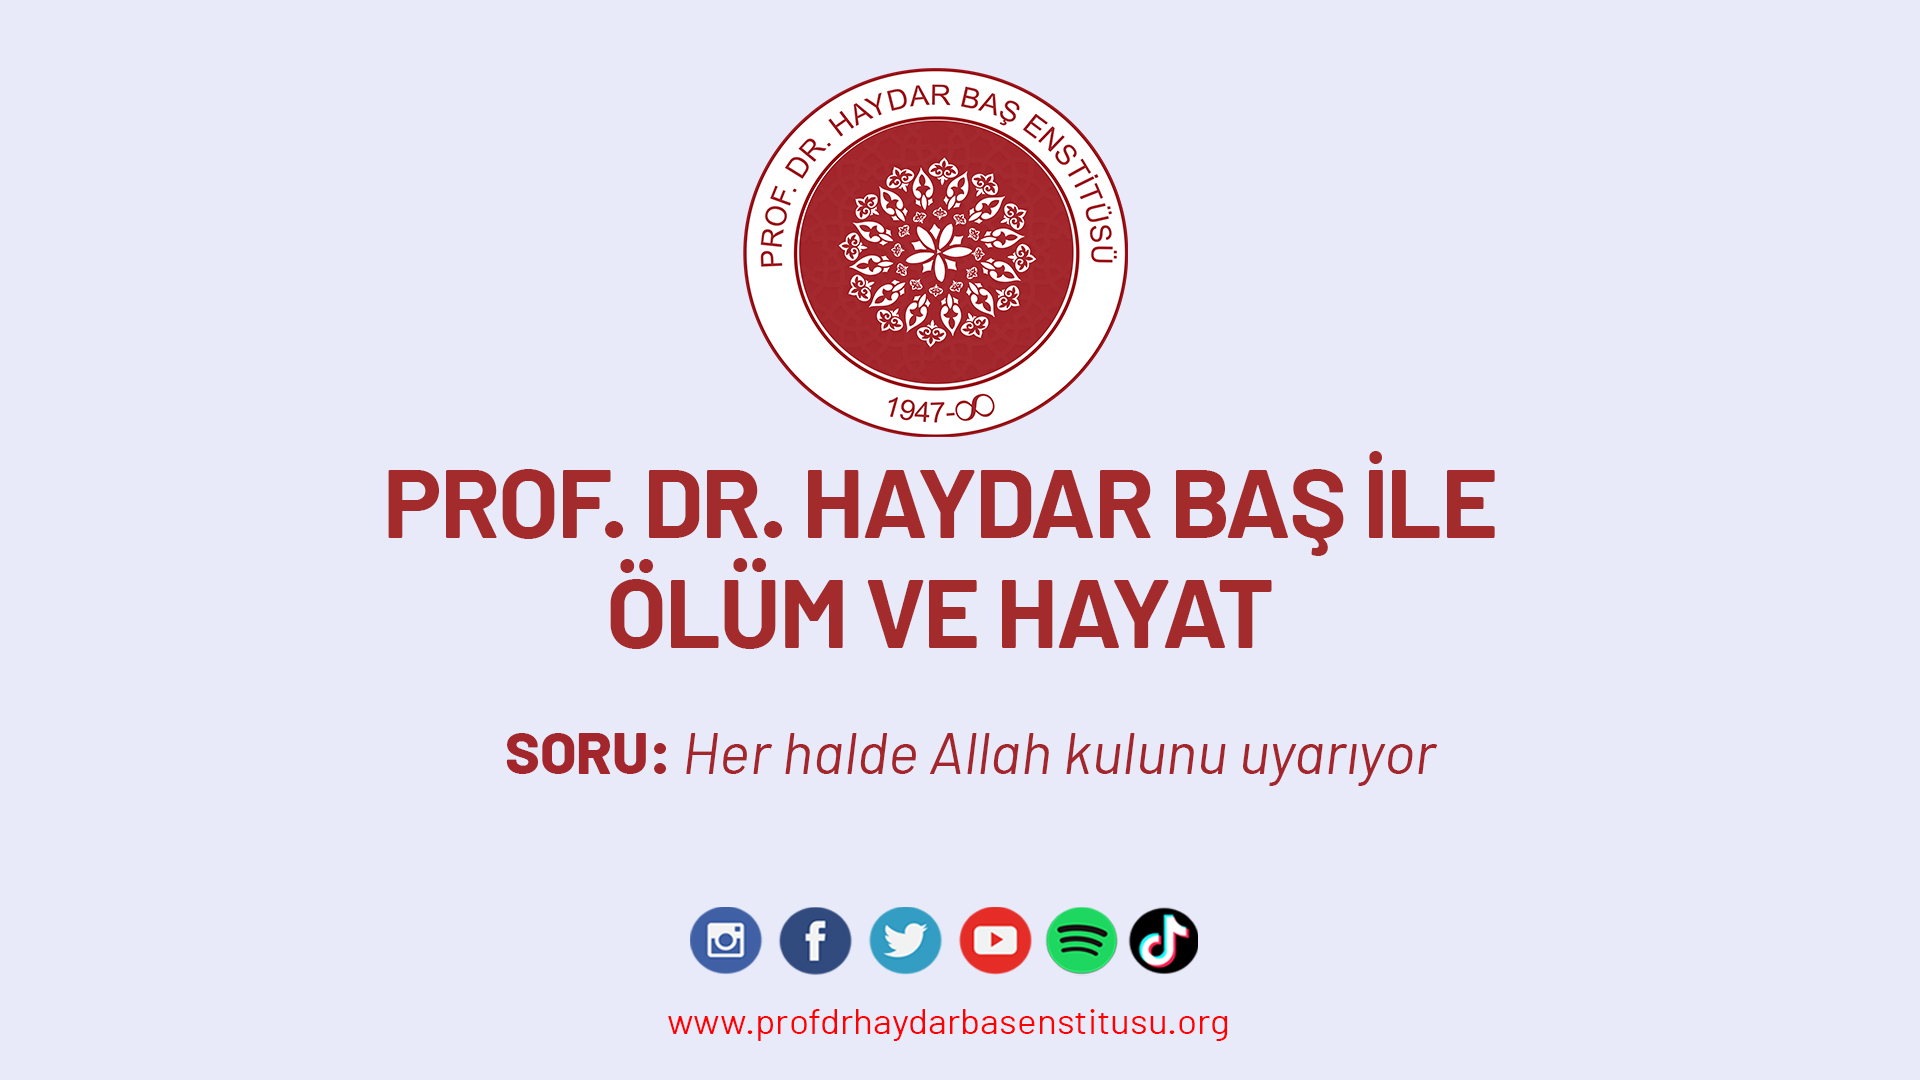 PROF. DR. HAYDAR BAŞ ENSTİTÜSÜ
1947-∞
PROF. DR. HAYDAR BAŞ İLE
ÖLÜM VE HAYAT
SORU: Her halde Allah kulunu uyarıyor
www.profdrhaydarbasenstitusu.org